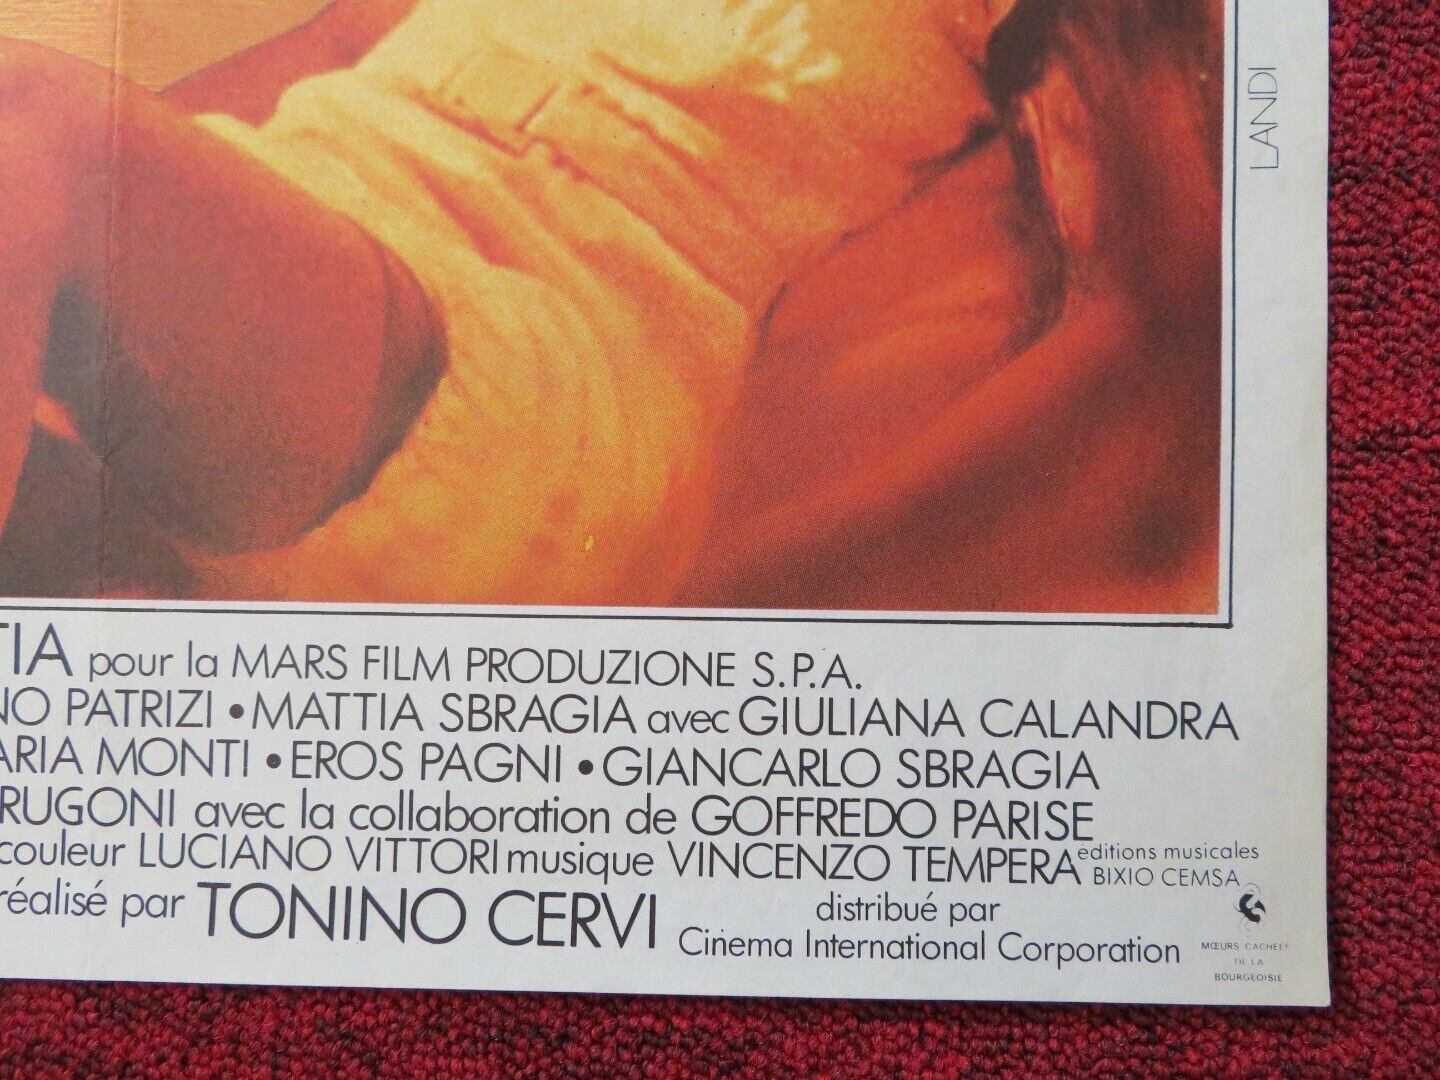 LANDI
TIA pour la MARS FILM PRODUZIONE S.P.A.
NO PATRIZI • MATTIA SBRAGIA avec GIULIANA CALANDRA
ARIA MONTI • EROS PAGNI • GIANCARLO SBRAGIA
RUGONI avec la collaboration de GOFFREDO PARISE
couleur LUCIANO VITTORI musique VINCENZO TEMPERA éditions musicales
BIXIO CEMSA
réalisé par TONINO CERVI
distribué par
Cinema International Corporation
MŒURS CACHEES
DE LA
BOURGEOISIE